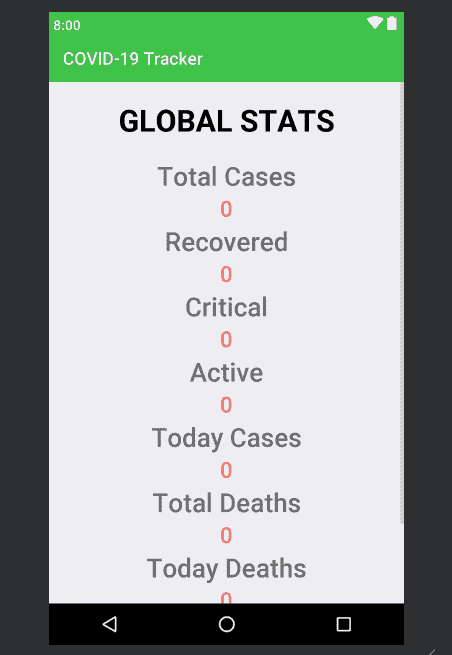 8:00
COVID-19 Tracker
GLOBAL STATS
Total Cases
0
Recovered
0
Critical
0
Active
0
Today Cases
0
Total Deaths
0
Today Deaths
0